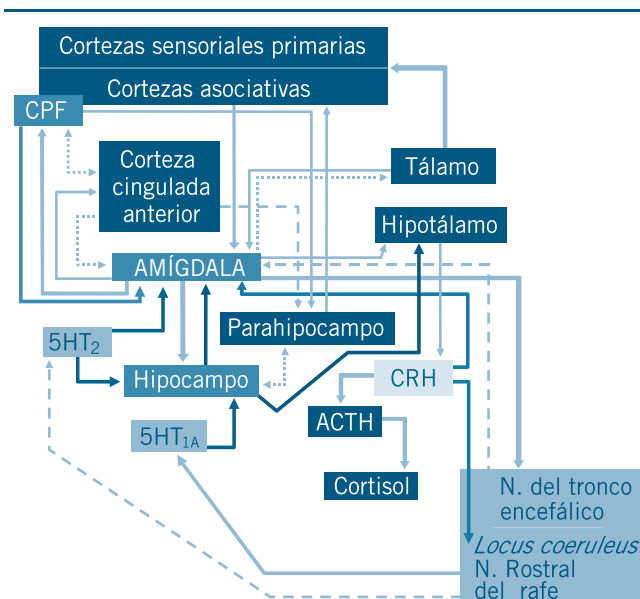 Cortezas sensoriales primarias
Cortezas asociativas
CPF
Corteza
cingulada
anterior
Tálamo
Hipotálamo
AMÍGDALA
Parahipocampo
5HT₂
Hipocampo
CRH
5HT₁A
ACTH
Cortisol
N. del tronco
encefálico
Locus coeruleus
N. Rostral
del rafe